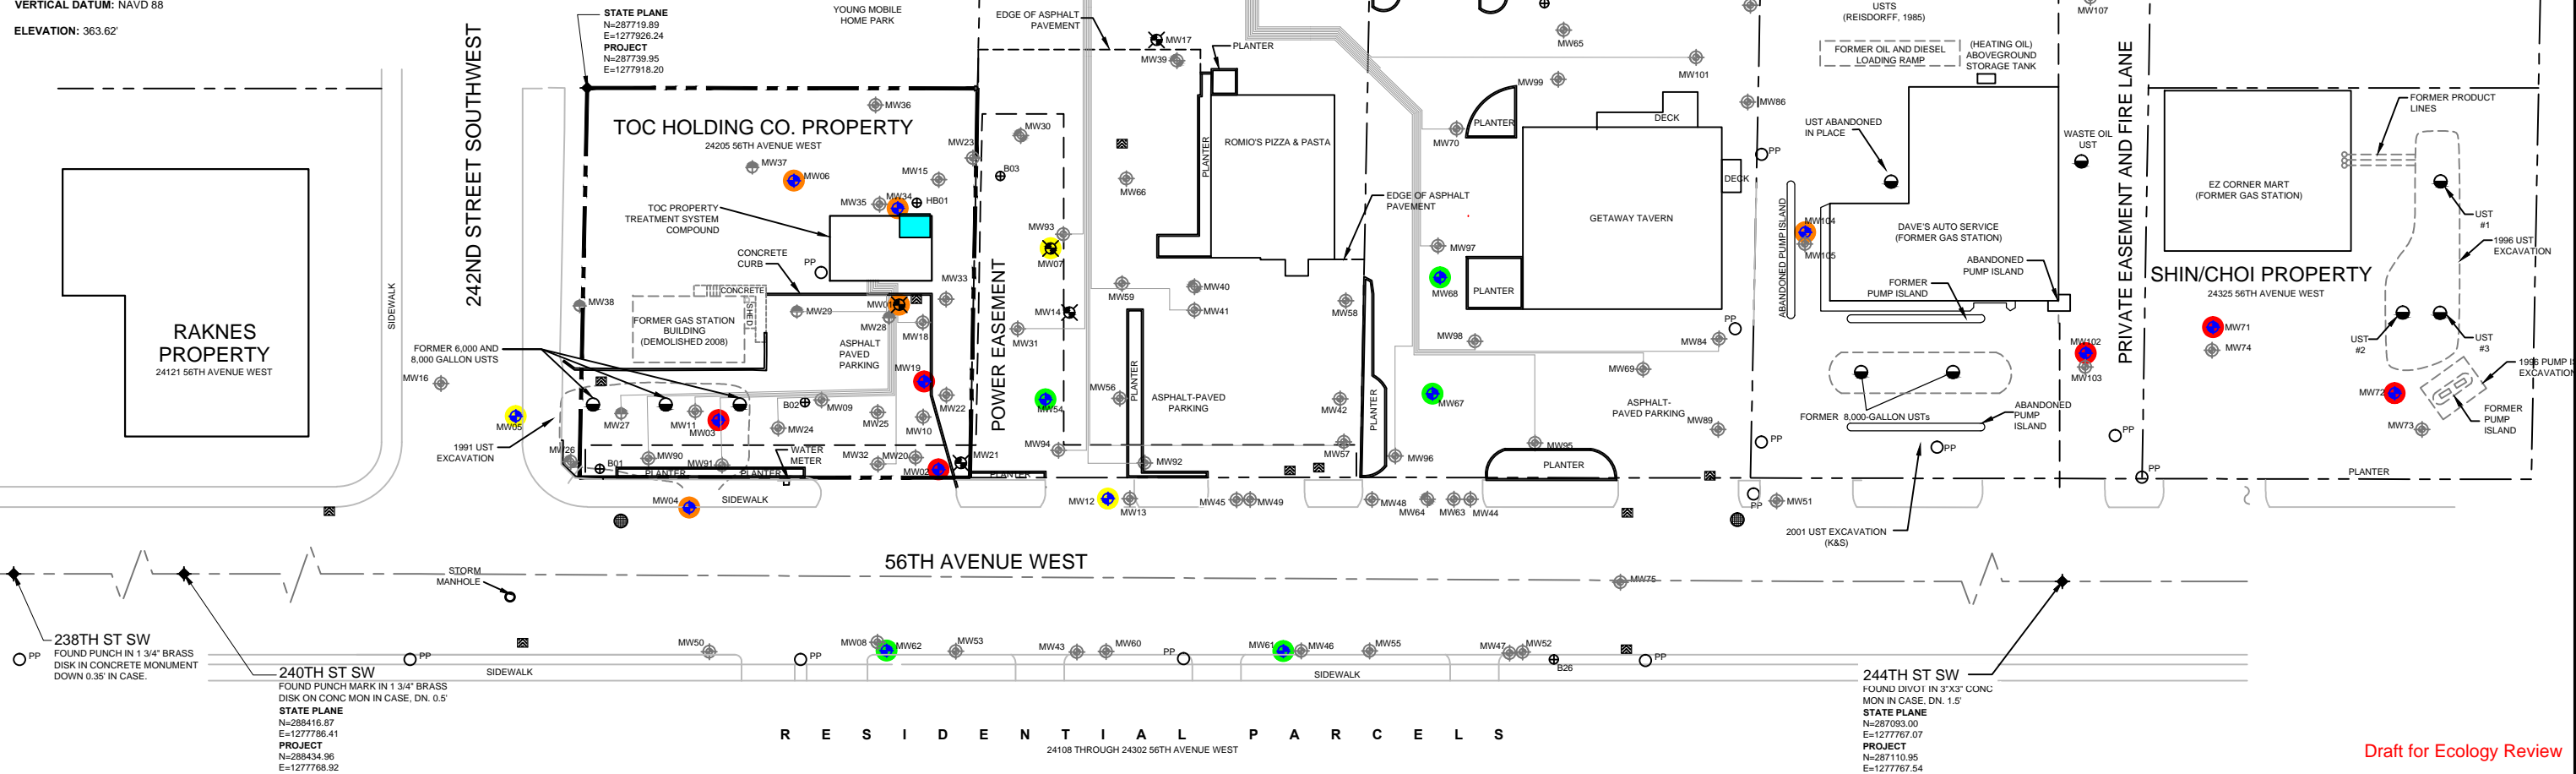 VERTICAL DATUM: NAVD 88
ELEVATION: 363.62'
STATE PLANE
N=287719.89
E=1277926.24
PROJECT
N=287739.95
E=1277918.20
YOUNG MOBILE
HOME PARK
EDGE OF ASPHALT
PAVEMENT
MW17
MW39
PLANTER
MW65
MW101
MW99
USTS
(REISDORFF, 1985)
MW107
FORMER OIL AND DIESEL
LOADING RAMP
(HEATING OIL)
ABOVEGROUND
STORAGE TANK
MW86
242ND STREET SOUTHWEST
TOC HOLDING CO. PROPERTY
24205 56TH AVENUE WEST
MW36
MW23
MW37
MW06
MW15
MW34
MW35
HB01
TOC PROPERTY
TREATMENT SYSTEM
COMPOUND
CONCRETE
CURB
PP
MW33
CONCRETE
SHED
MW38
FORMER GAS STATION
BUILDING
(DEMOLISHED 2008)
MW29
MW01
MW28
MW18
ASPHALT
PAVED
PARKING
MW19
FORMER 6,000 AND
8,000 GALLON USTS
MW16
MW05
1991 UST
EXCAVATION
MW27
MW11
MW03
B02
MW09
MW24
MW25
MW10
MW22
MW26
B01
MW90
MW91
PLANTER
PLANTER
WATER
METER
MW32
MW20
MW02
MW21
MW04
SIDEWALK
SIDEWALK
RAKNES
PROPERTY
24121 56TH AVENUE WEST
POWER EASEMENT
MW30
B03
MW93
MW07
MW14
MW31
MW54
MW94
PLANTER
MW66
MW59
MW56
PLANTER
MW92
MW12
MW13
PLANTER
ROMIO'S PIZZA & PASTA
MW40
MW41
MW58
ASPHALT-PAVED
PARKING
MW42
MW57
PLANTER
MW45
MW49
EDGE OF ASPHALT
PAVEMENT
MW70
PLANTER
DECK
DECK
GETAWAY TAVERN
MW97
MW68
PLANTER
MW98
MW67
MW69
MW84
ASPHALT-
PAVED PARKING
MW89
MW95
MW96
PLANTER
MW48
MW64
MW63
MW44
PP
PP
PP
PP
MW51
UST ABANDONED
IN PLACE
WASTE OIL
UST
ABANDONED PUMP ISLAND
MW104
MW105
DAVE'S AUTO SERVICE
(FORMER GAS STATION)
ABANDONED
PUMP ISLAND
FORMER
PUMP ISLAND
MW102
MW103
FORMER 8,000-GALLON USTs
ABANDONED
PUMP
ISLAND
PP
2001 UST EXCAVATION
(K&S)
PP
PP
PRIVATE EASEMENT AND FIRE LANE
EZ CORNER MART
(FORMER GAS STATION)
FORMER PRODUCT
LINES
SHIN/CHOI PROPERTY
24325 56TH AVENUE WEST
UST
#1
1996 UST
EXCAVATION
MW71
MW74
UST
#2
UST
#3
MW72
MW73
1996 PUMP IS
EXCAVATION
FORMER
PUMP
ISLAND
PLANTER
56TH AVENUE WEST
MW75
STORM
MANHOLE
238TH ST SW
FOUND PUNCH IN 1 3/4" BRASS
DISK IN CONCRETE MONUMENT
DOWN 0.35' IN CASE.
PP
240TH ST SW
FOUND PUNCH MARK IN 1 3/4" BRASS
DISK ON CONC MON IN CASE, DN. 0.5'
STATE PLANE
N=288416.87
E=1277786.41
PROJECT
N=288434.96
E=1277768.92
PP
SIDEWALK
MW50
PP
MW08
MW62
MW53
MW43
MW60
PP
MW61
MW46
MW55
SIDEWALK
MW47
MW52
B26
PP
244TH ST SW
FOUND DIVOT IN 3"X3" CONC
MON IN CASE, DN. 1.5'
STATE PLANE
N=287093.00
E=1277767.07
PROJECT
N=287110.95
E=1277767.54
RESIDENTIAL PARCELS
24108 THROUGH 24302 56TH AVENUE WEST
Draft for Ecology Review